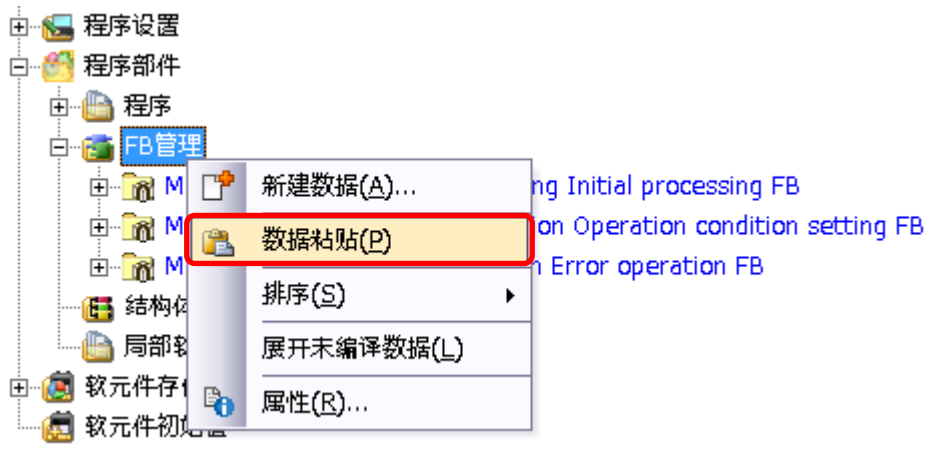 程序设置
程序部件
程序
FB管理
M
新建数据(A)...
ng Initial processing FB
M
数据粘贴(P)
on Operation condition setting FB
M
n Error operation FB
排序(S)
结构体
局部软
展开未编译数据(L)
软元件存
属性(R)...
软元件初始值